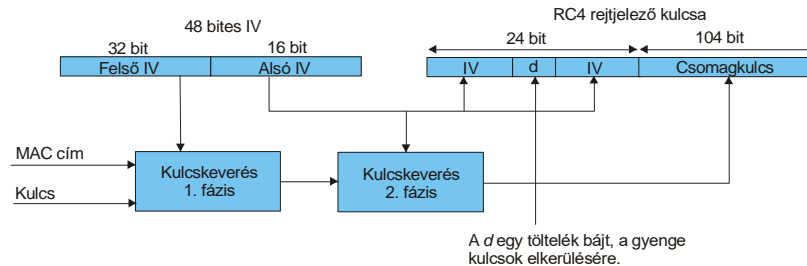 48 bites IV
RC4 rejtjelező kulcsa
32 bit
16 bit
24 bit
104 bit
Felső IV
Alsó IV
IV
d
IV
Csomagkulcs
MAC cím
Kulcs
Kulcskeverés
1. fázis
Kulcskeverés
2. fázis
A d egy töltelék bájt, a gyenge
kulcsok elkerülésére.